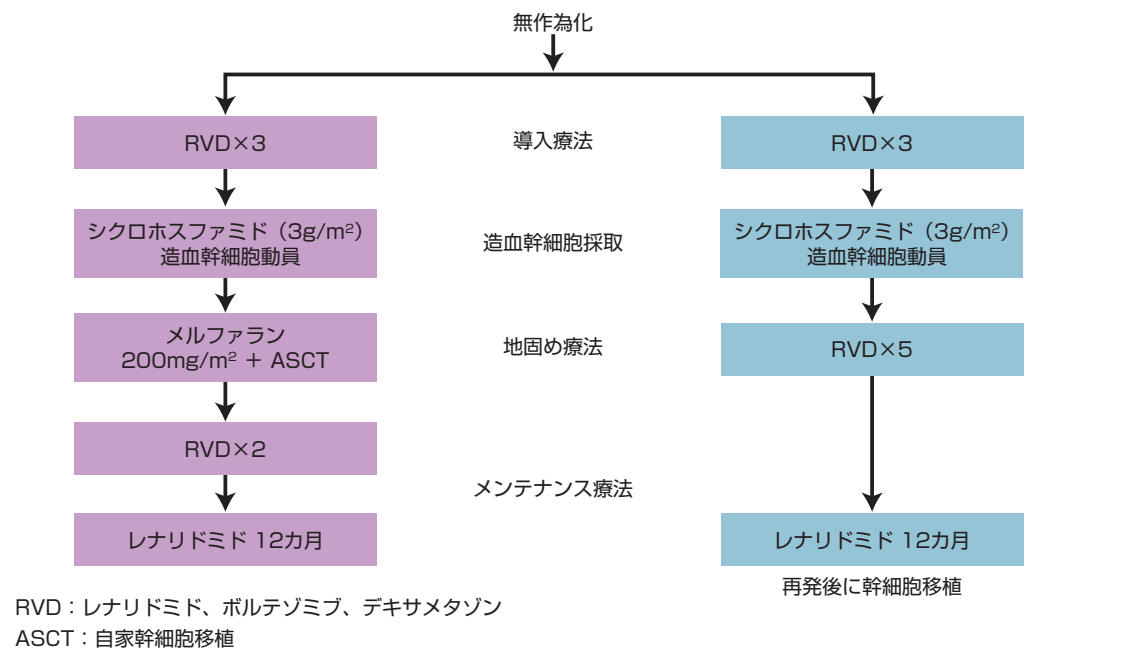 無作為化
RVD×3
導入療法
RVD×3
シクロホスファミド（3g/m²）
造血幹細胞動員
造血幹細胞採取
シクロホスファミド（3g/m²）
造血幹細胞動員
メルファラン
200mg/m² ＋ ASCT
地固め療法
RVD×5
RVD×2
メンテナンス療法
レナリドミド 12カ月
レナリドミド 12カ月
再発後に幹細胞移植
RVD：レナリドミド、ボルテゾミブ、デキサメタゾン
ASCT：自家幹細胞移植